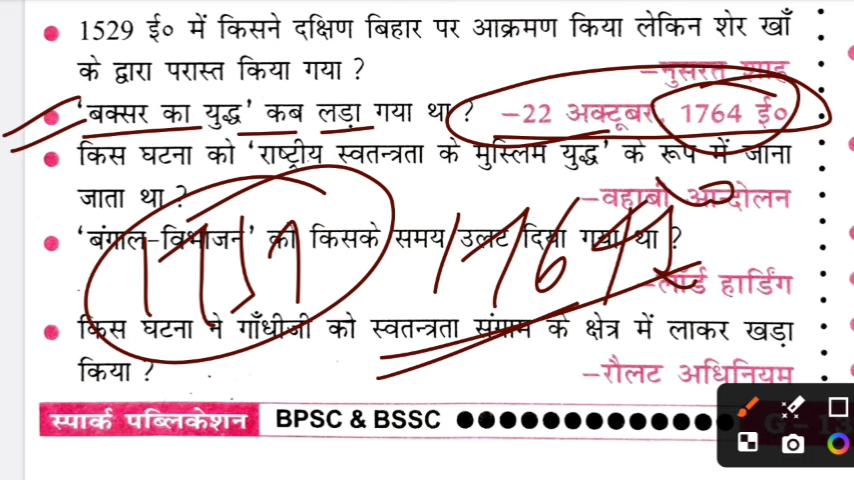 1529 ई० में किसने दक्षिण बिहार पर आक्रमण किया लेकिन शेर खाँ
के द्वारा परास्त किया गया ?
–नुसरत शाह
'बक्सर का युद्ध' कब लड़ा गया था ? –22 अक्टूबर, 1764 ई०
किस घटना को 'राष्ट्रीय स्वतन्त्रता के मुस्लिम युद्ध' के रूप में जाना
जाता था ?
–वहाबी आन्दोलन
'बंगाल-विभाजन' को किसके समय उलट दिया गया था ?
1757 1764
–लॉर्ड हार्डिंग
किस घटना ने गाँधीजी को स्वतन्त्रता संग्राम के क्षेत्र में लाकर खड़ा
किया ?
–रौलट अधिनियम
स्पार्क पब्लिकेशन BPSC & BSSC